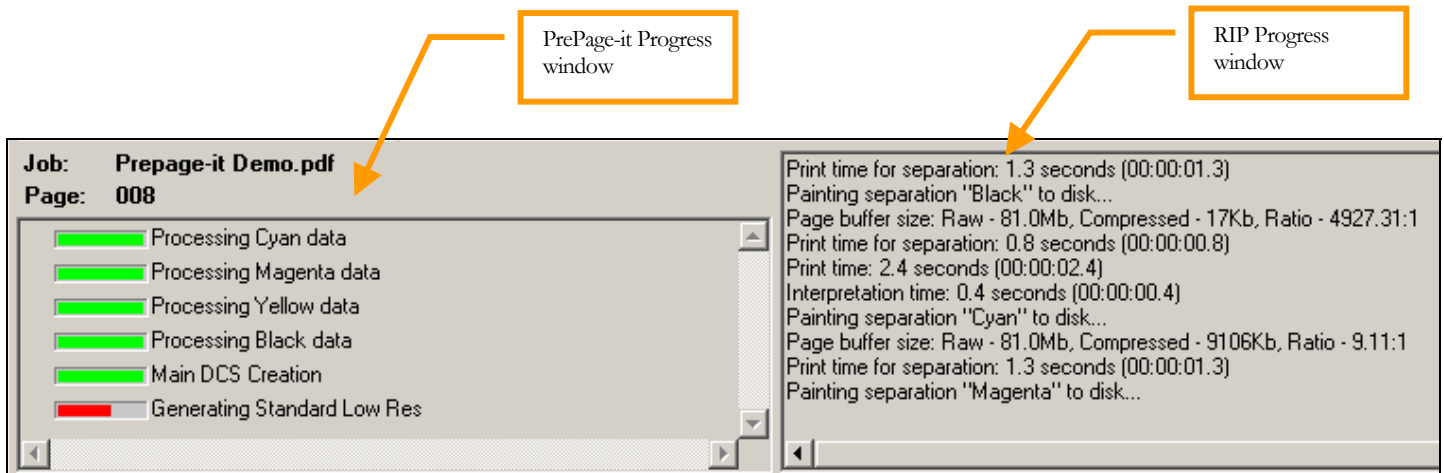 PrePage-it Progress
window
RIP Progress
window
Job: Prepage-it Demo.pdf
Page: 008
Processing Cyan data
Processing Magenta data
Processing Yellow data
Processing Black data
Main DCS Creation
Generating Standard Low Res
Print time for separation: 1.3 seconds (00:00:01.3)
Painting separation "Black" to disk...
Page buffer size: Raw - 81.0Mb, Compressed - 17Kb, Ratio - 4927.31:1
Print time for separation: 0.8 seconds (00:00:00.8)
Print time: 2.4 seconds (00:00:02.4)
Interpretation time: 0.4 seconds (00:00:00.4)
Painting separation "Cyan" to disk...
Page buffer size: Raw - 81.0Mb, Compressed - 9106Kb, Ratio - 9.11:1
Print time for separation: 1.3 seconds (00:00:01.3)
Painting separation "Magenta" to disk...